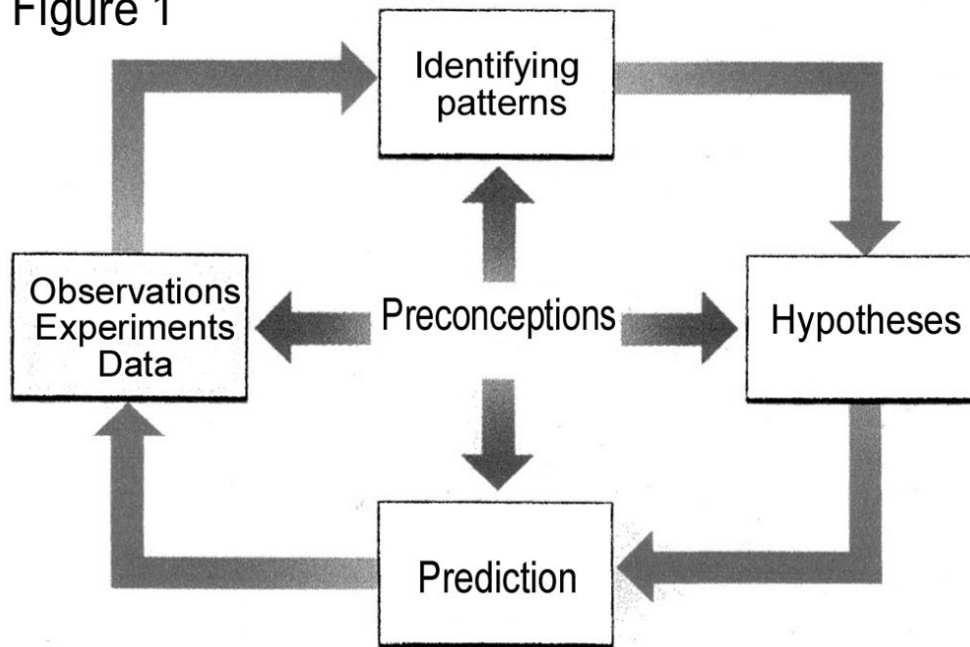 Figure 1
Identifying
patterns
Observations
Experiments
Data
Preconceptions
Hypotheses
Prediction